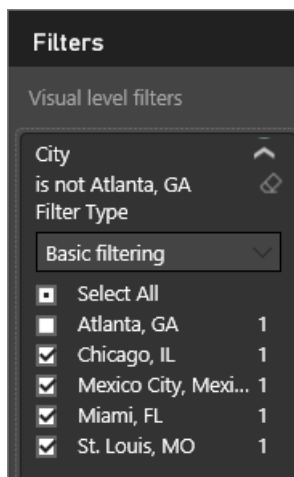 Filters
Visual level filters
City
is not Atlanta, GA
Filter Type
Basic filtering
Select All
Atlanta, GA 1
Chicago, IL 1
Mexico City, Mexi... 1
Miami, FL 1
St. Louis, MO 1